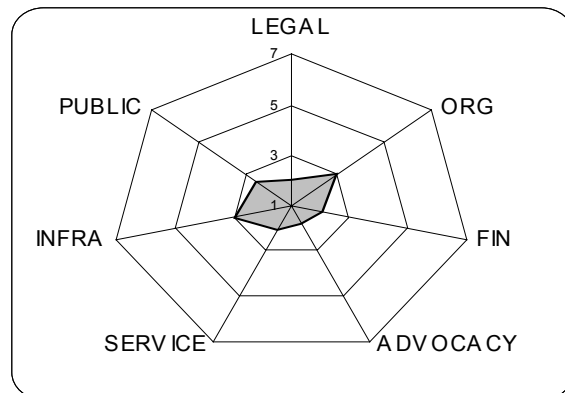 LEGAL
7
PUBLIC
5
ORG
3
1
INFRA
FIN
SERVICE
ADVOCACY